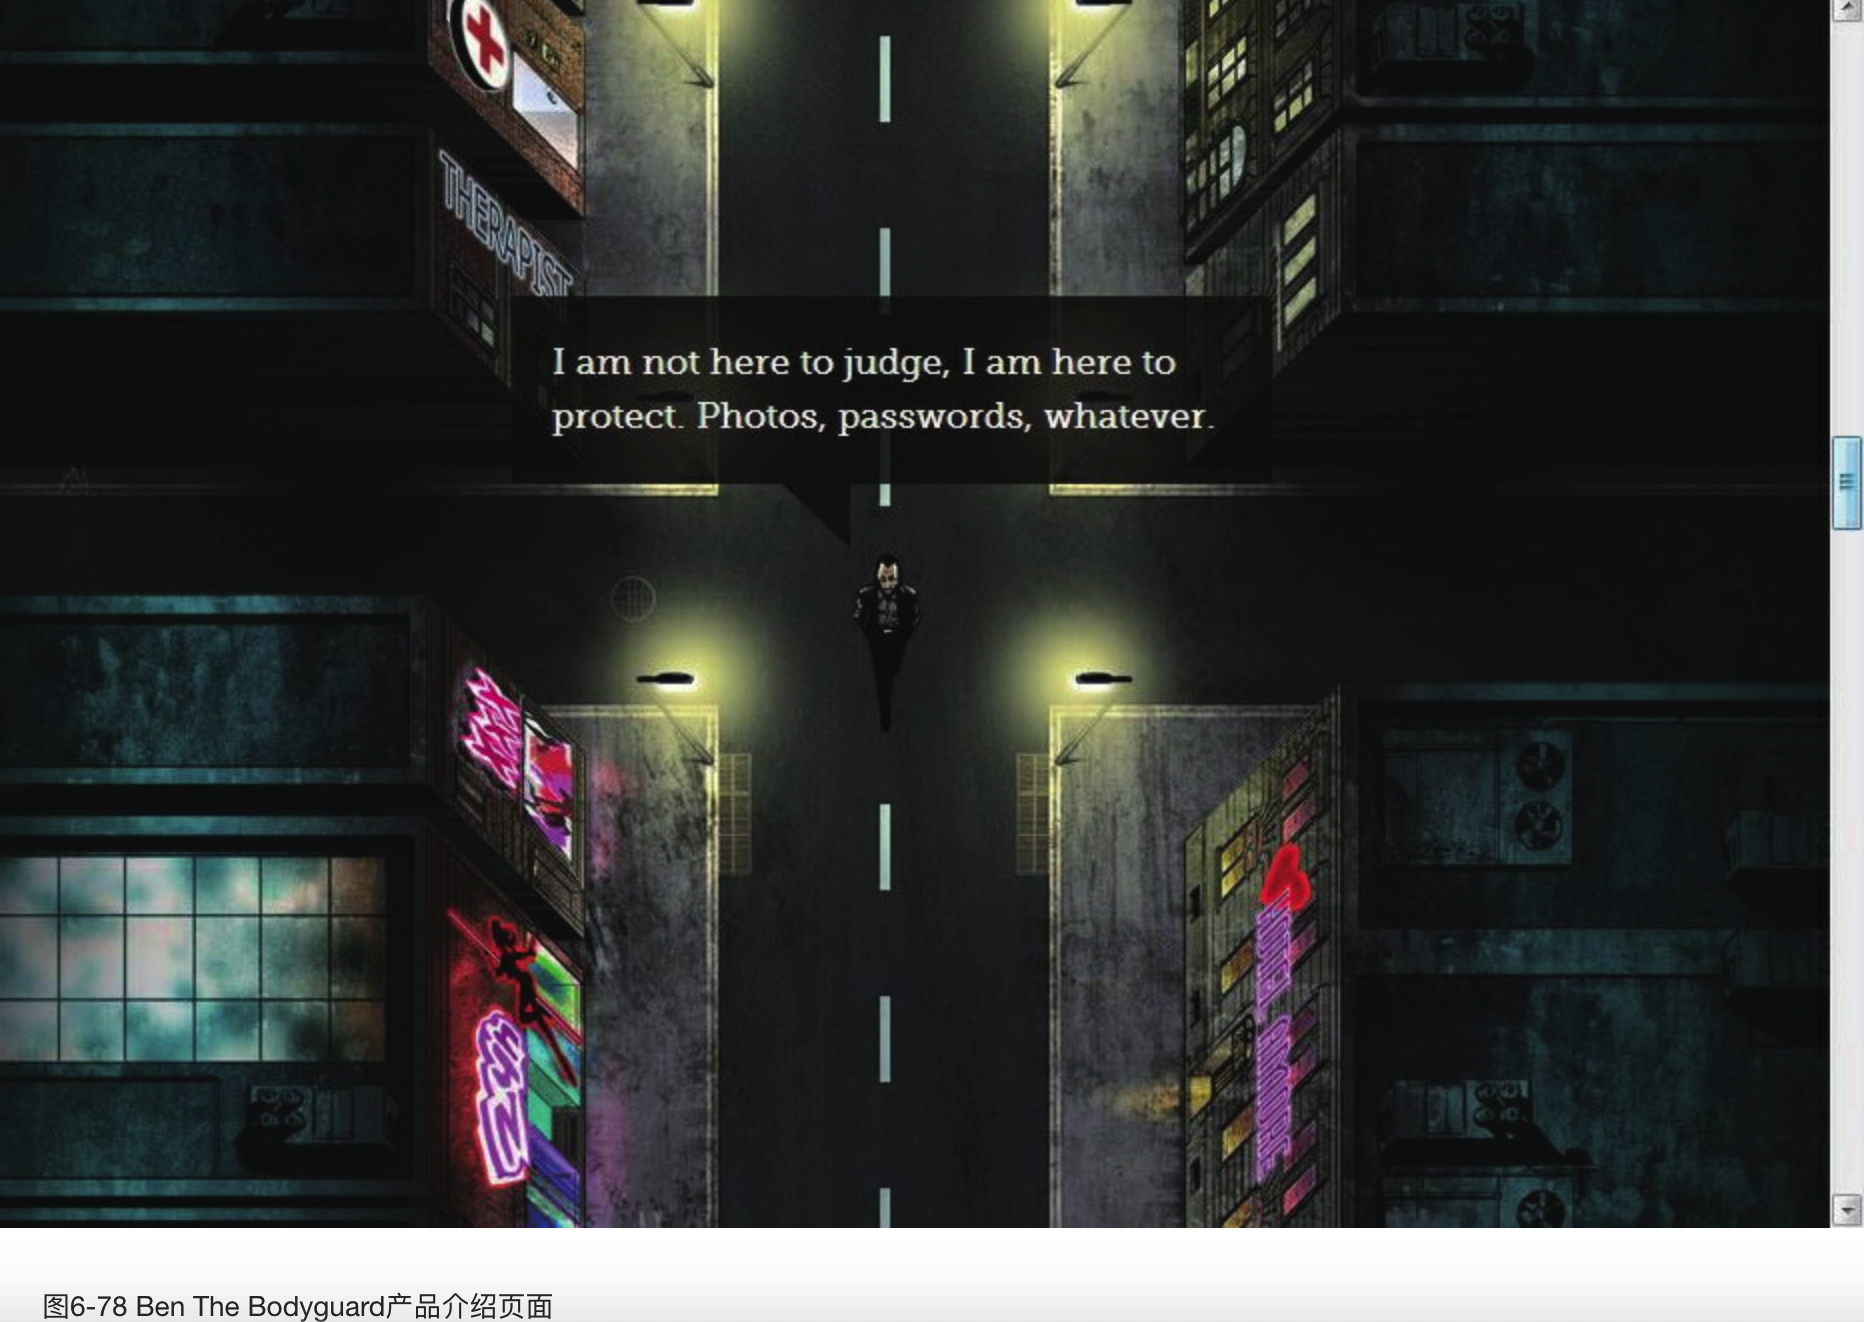 THERAPIST
I am not here to judge, I am here to
protect. Photos, passwords, whatever.
图6-78 Ben The Bodyguard产品介绍页面